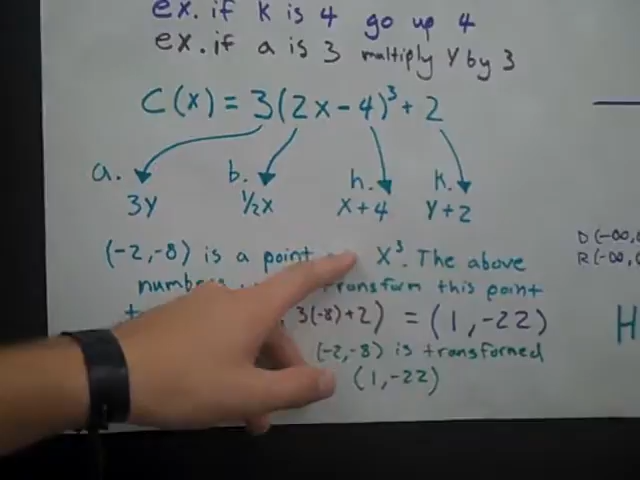 ex. if k is 4 go up 4
ex. if a is 3 multiply Y by 3
C(x) = 3(2x-4)³+2
a. b. h. k.
3Y ½X X+4 Y+2
(-2,-8) is a point X³. The above
transform this point
3(-8)+2) = (1,-22)
(-2,-8) is transformed
(1,-22)
D(-∞,
R(-∞,
H